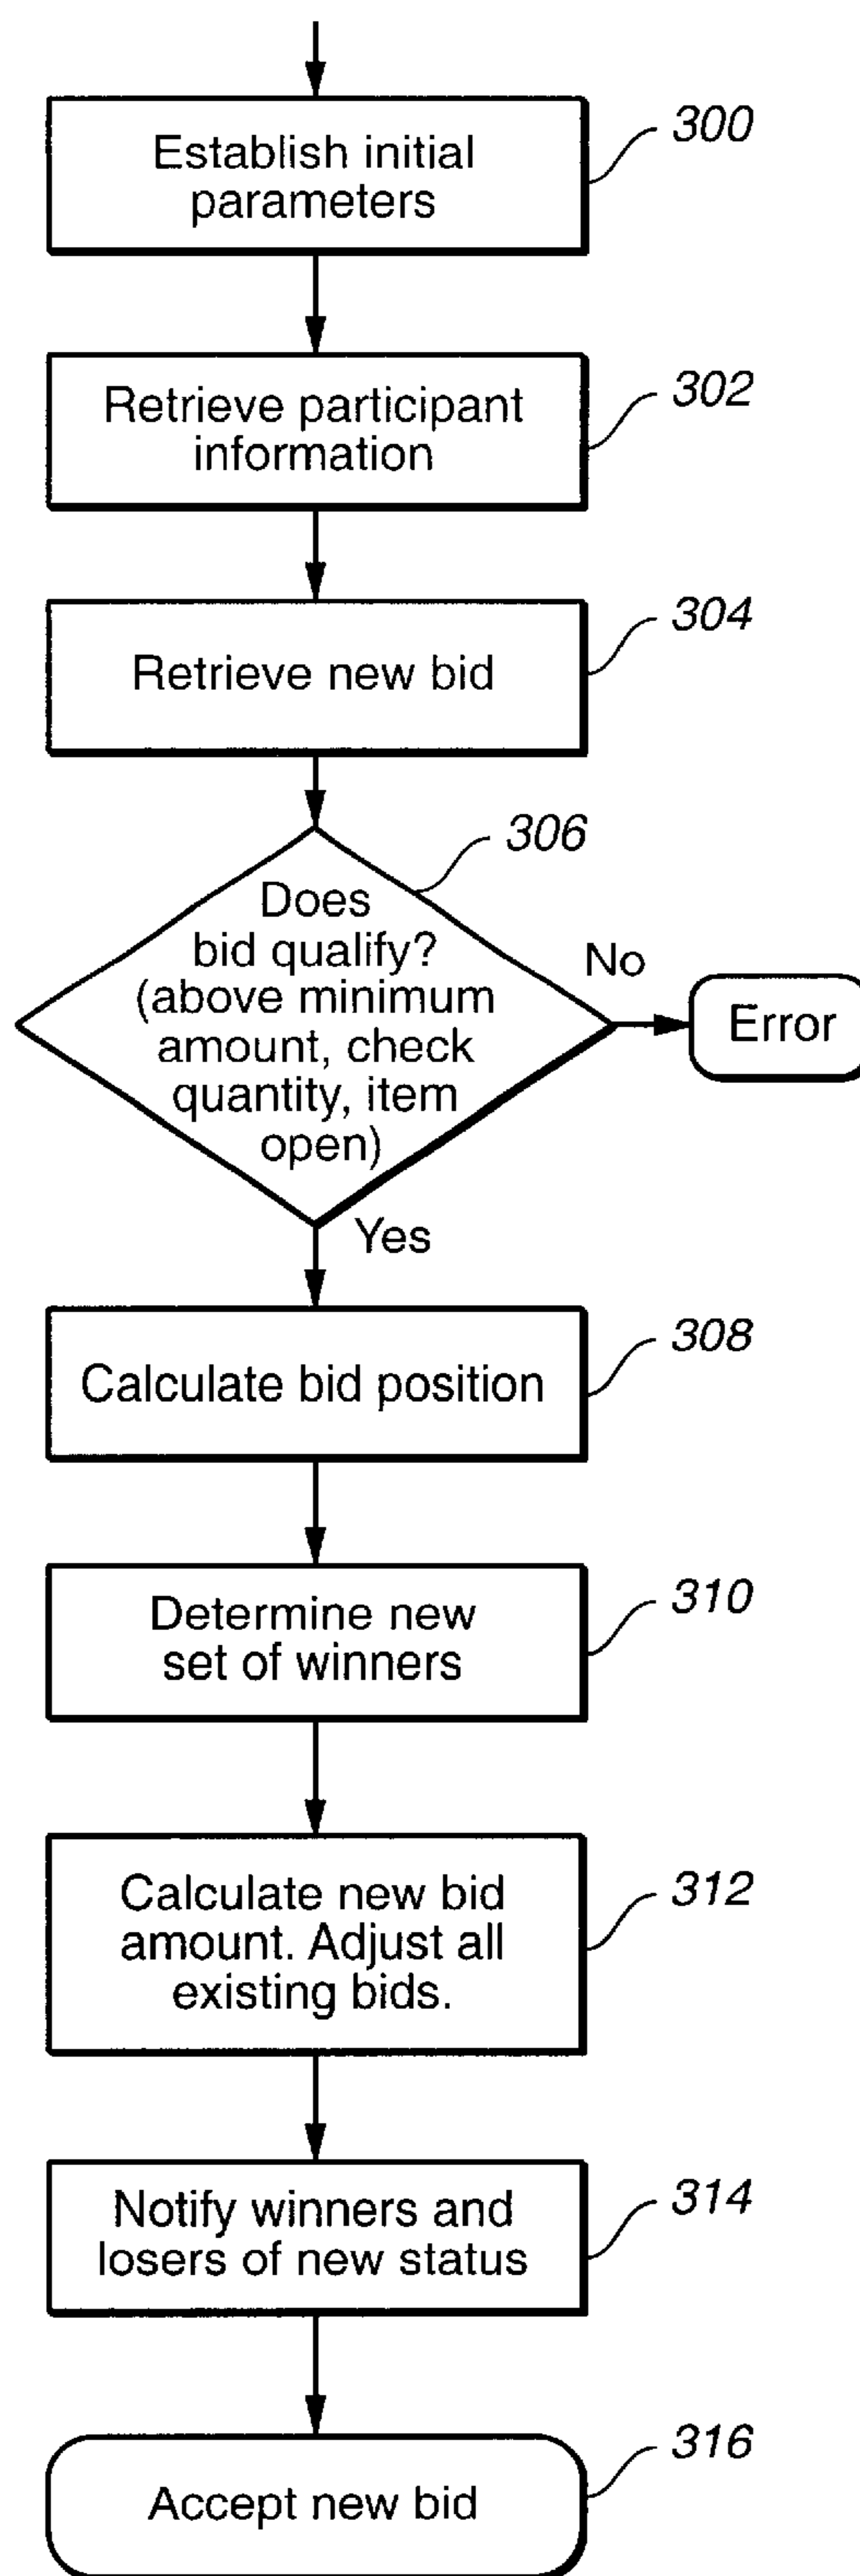 Establish initial
parameters
300
Retrieve participant
information
302
Retrieve new bid
304
306
Does
bid qualify?
(above minimum
amount, check
quantity, item
open)
No
Error
Yes
Calculate bid position
308
Determine new
set of winners
310
Calculate new bid
amount. Adjust all
existing bids.
312
Notify winners and
losers of new status
314
Accept new bid
316